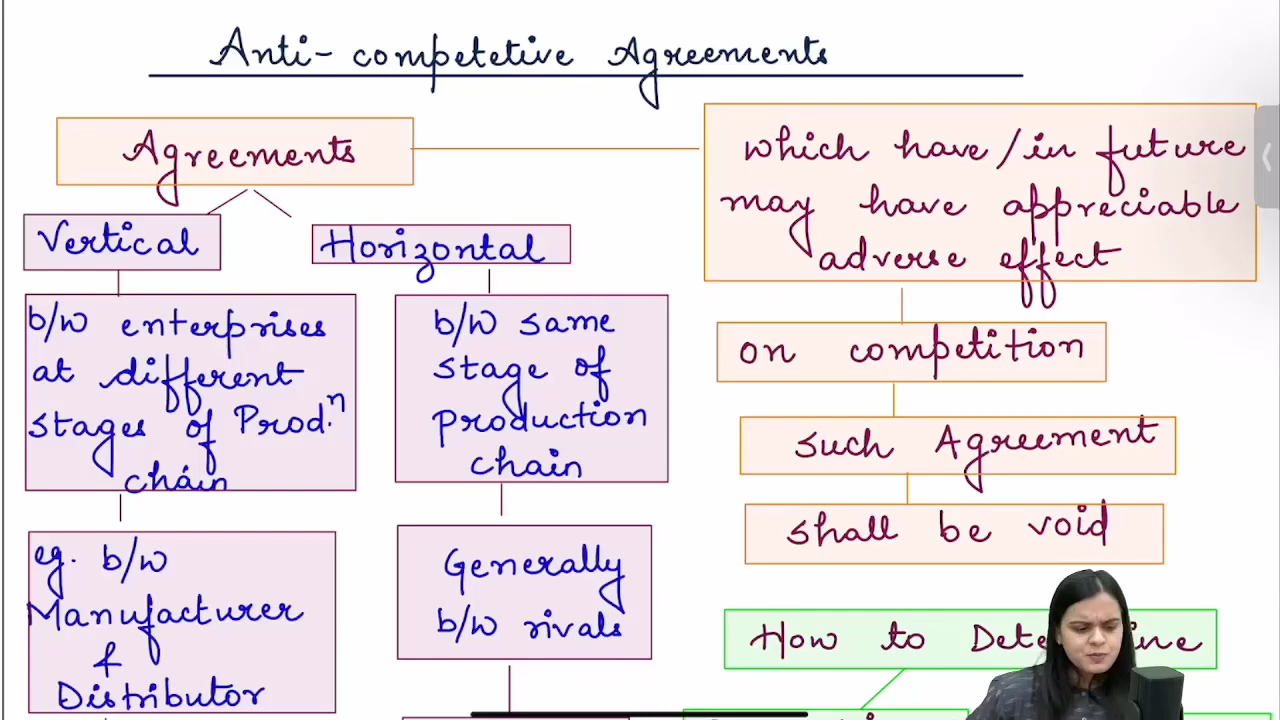 Anti-competetive Agreements
Agreements
which have/in future
may have appreciable
adverse effect
Vertical
Horizontal
b/w enterprises
at different
stages of Prod.n
chain
b/w same
stage of
production
chain
on competition
such Agreement
shall be void
eg. b/w
Manufacturer
&
Distributor
Generally
b/w rivals
How to